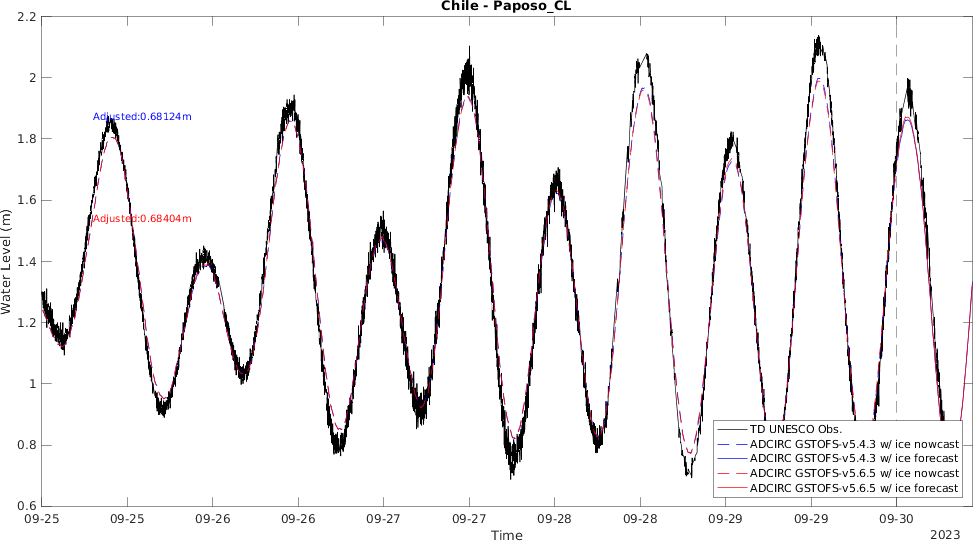 Chile - Paposo_CL
2.2
2
1.8
1.6
1.4
1.2
1
0.8
0.6
Water Level (m)
Adjusted:0.68124m
Adjusted:0.68404m
TD UNESCO Obs.
ADCIRC GSTOFS-v5.4.3 w/ ice nowcast
ADCIRC GSTOFS-v5.4.3 w/ ice forecast
ADCIRC GSTOFS-v5.6.5 w/ ice nowcast
ADCIRC GSTOFS-v5.6.5 w/ ice forecast
09-25 09-25 09-26 09-26 09-27 09-27 09-28 09-28 09-29 09-29 09-30
Time
2023